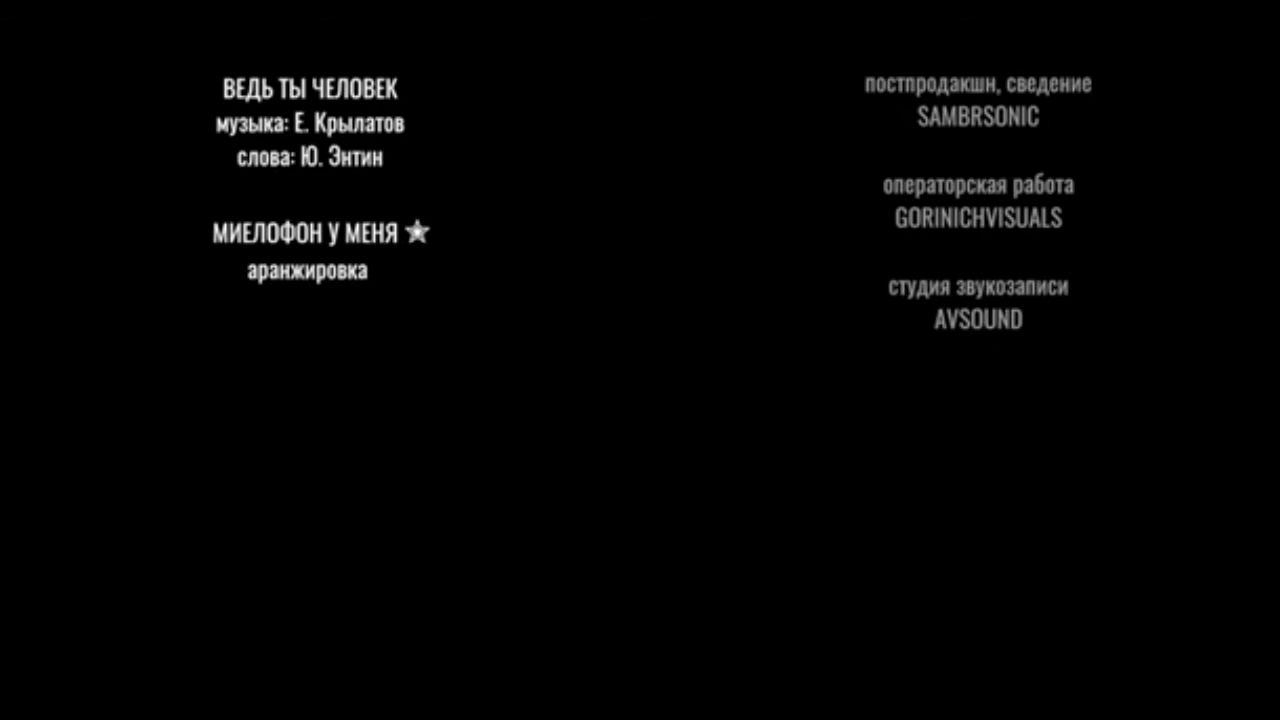 ВЕДЬ ТЫ ЧЕЛОВЕК
музыка: Е. Крылатов
слова: Ю. Энтин
МИЕЛОФОН У МЕНЯ ★
аранжировка
постпродакшн, сведение
SAMBRSONIC
операторская работа
GORINICHVISUALS
студия звукозаписи
AVSOUND